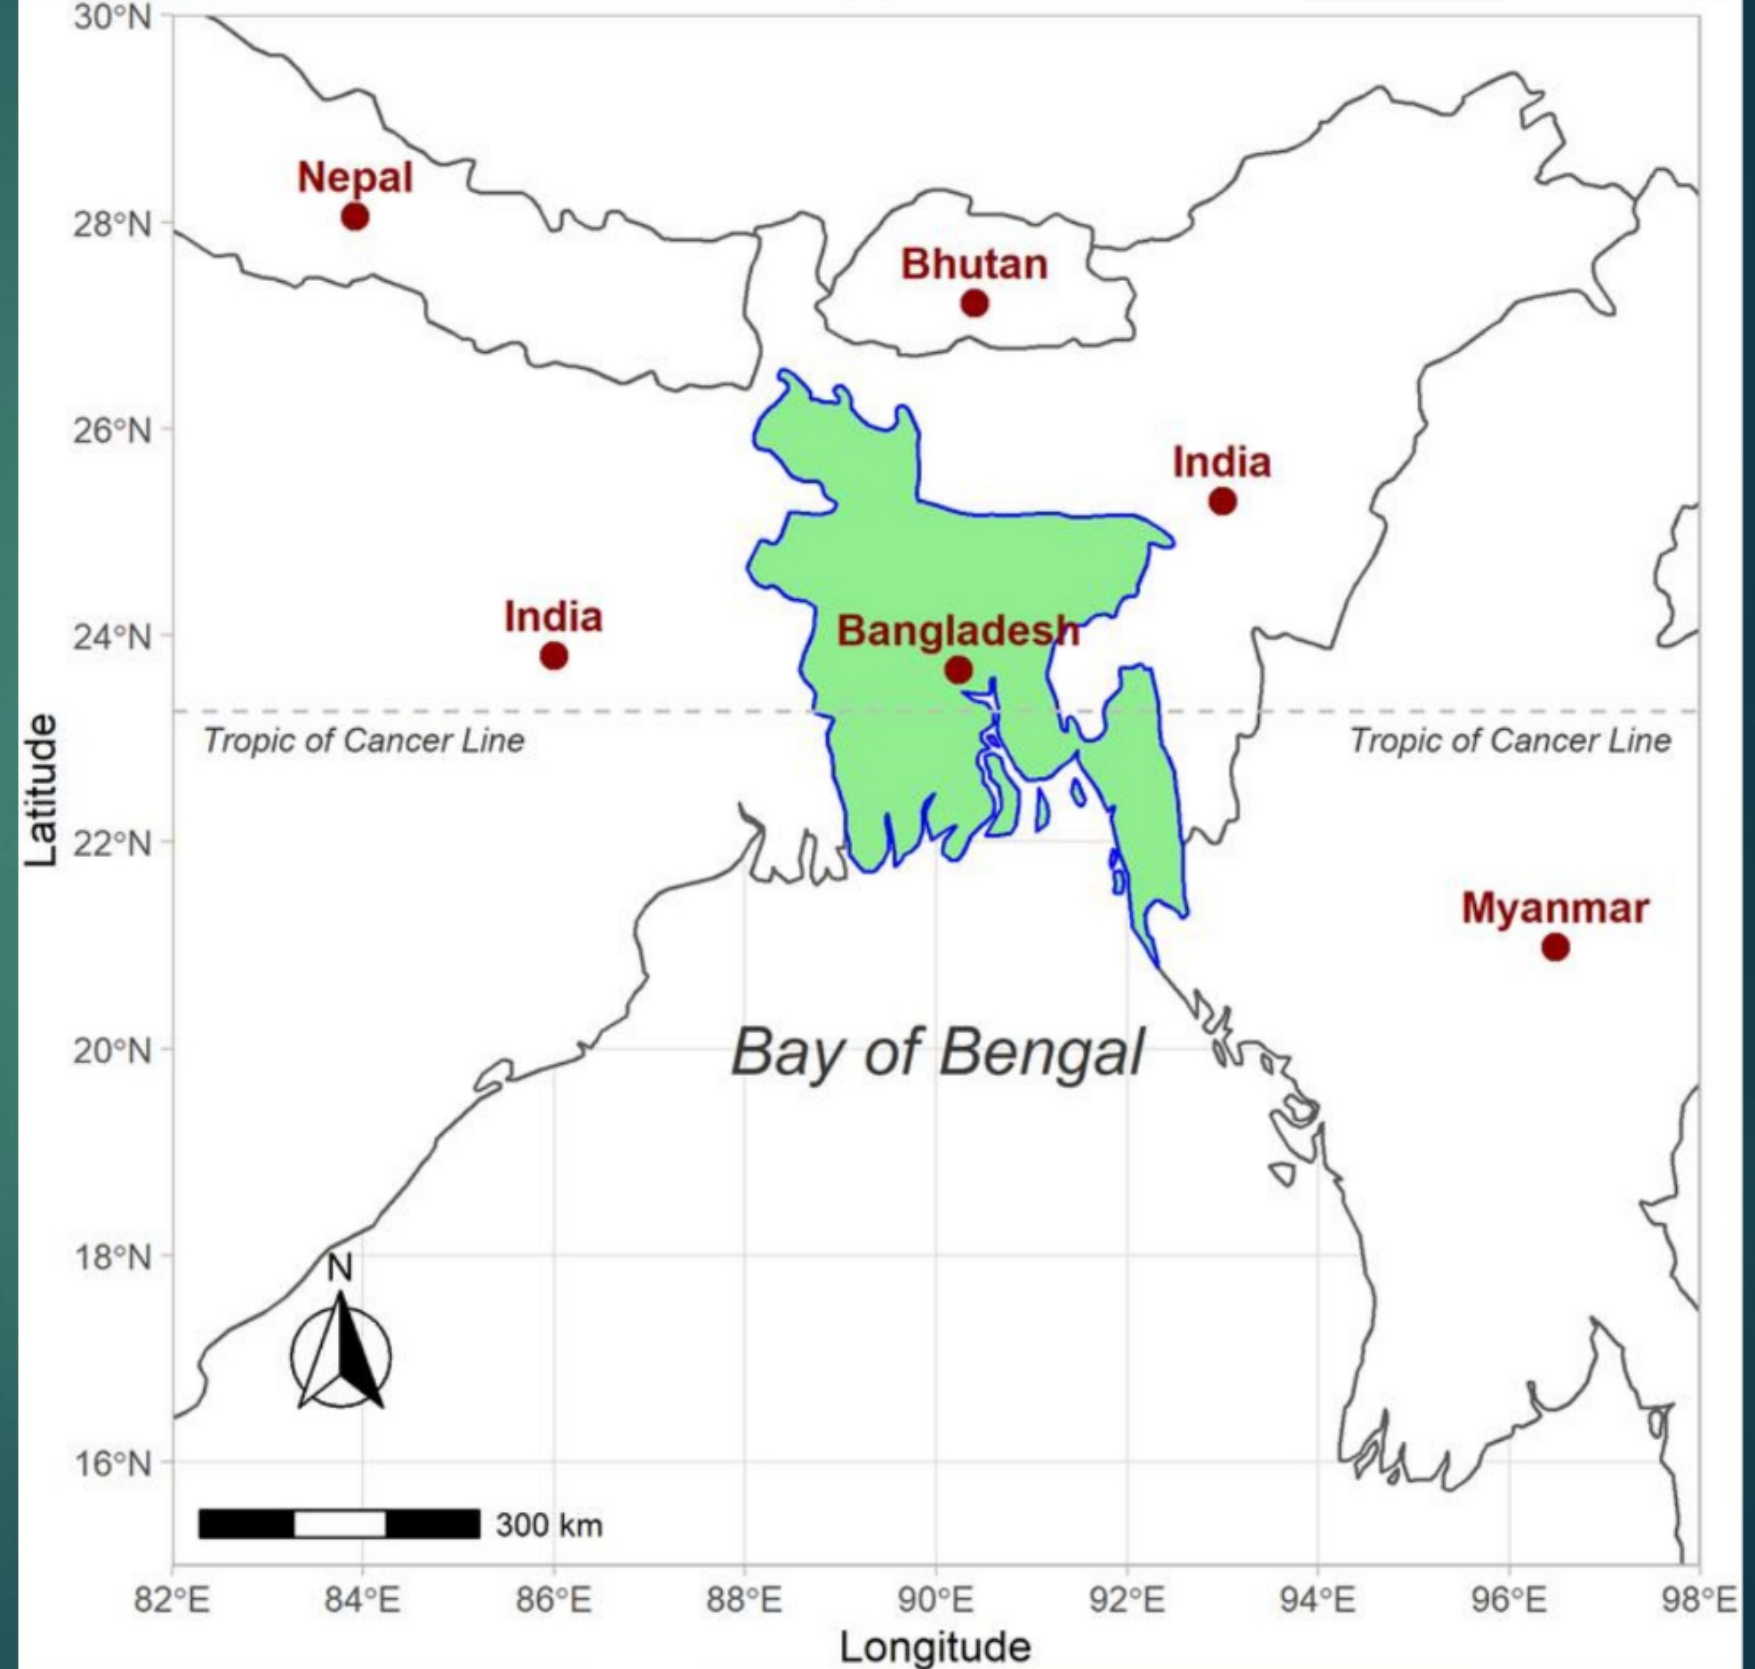 30°N
Nepal
28°N
Bhutan
26°N
India
India
24°N
Bangladesh
Tropic of Cancer Line
Tropic of Cancer Line
Latitude
22°N
Myanmar
20°N
Bay of Bengal
18°N
N
16°N
300 km
82°E 84°E 86°E 88°E 90°E 92°E 94°E 96°E 98°E
Longitude